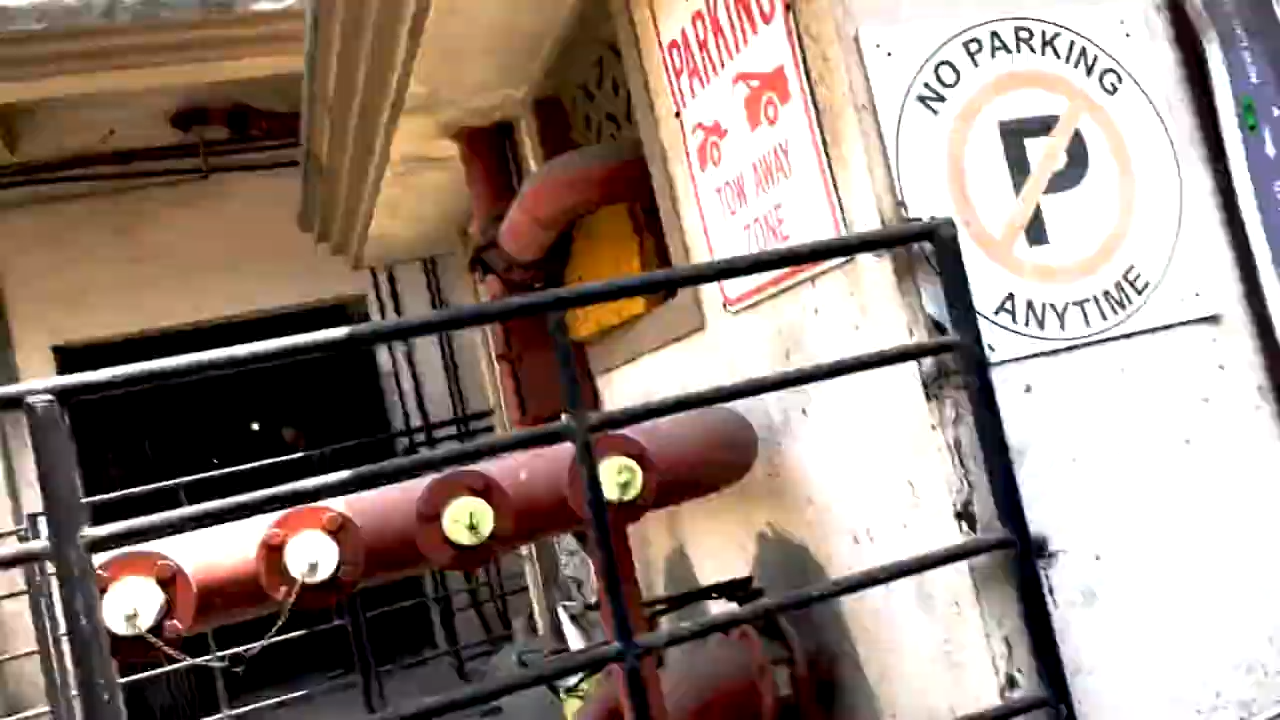 PARKING
TOW AWAY
ZONE
NO PARKING
P
ANYTIME